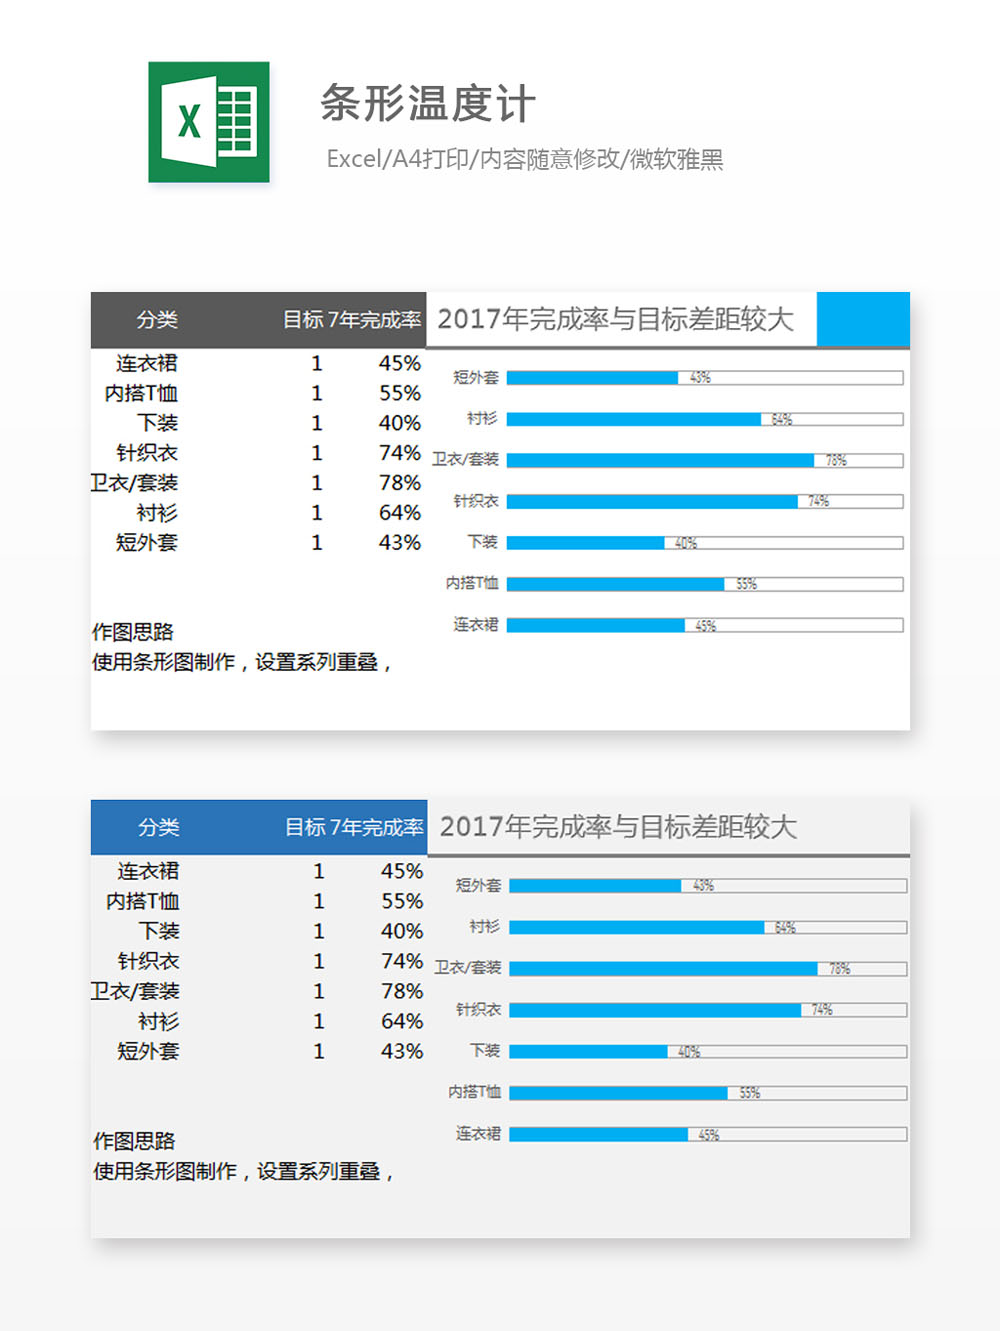 X
条形温度计
Excel/A4打印/内容随意修改/微软雅黑
分类 目标 7年完成率
连衣裙 1 45%
内搭T恤 1 55%
下装 1 40%
针织衣 1 74%
卫衣/套装 1 78%
衬衫 1 64%
短外套 1 43%
作图思路
使用条形图制作，设置系列重叠，
2017年完成率与目标差距较大
短外套 43%
衬衫 64%
卫衣/套装 78%
针织衣 74%
下装 40%
内搭T恤 55%
连衣裙 45%
分类 目标 7年完成率
连衣裙 1 45%
内搭T恤 1 55%
下装 1 40%
针织衣 1 74%
卫衣/套装 1 78%
衬衫 1 64%
短外套 1 43%
作图思路
使用条形图制作，设置系列重叠，
2017年完成率与目标差距较大
短外套 43%
衬衫 64%
卫衣/套装 78%
针织衣 74%
下装 40%
内搭T恤 55%
连衣裙 45%